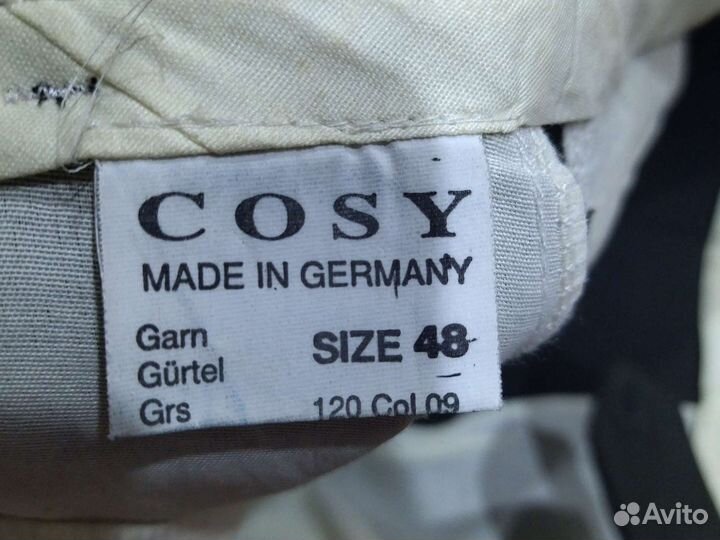 COSY
MADE IN GERMANY
Garn SIZE 48
Gürtel
Grs 120 Col 09
Avito